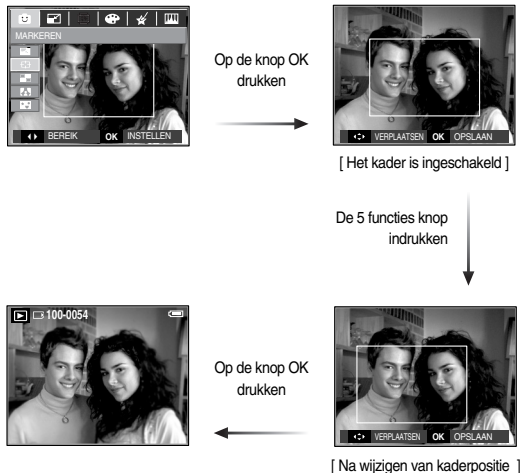 MARKEREN
BEREIK OK INSTELLEN
Op de knop OK
drukken
VERPLAATSEN OK OPSLAAN
[ Het kader is ingeschakeld ]
De 5 functies knop
indrukken
VERPLAATSEN OK OPSLAAN
[ Na wijzigen van kaderpositie ]
Op de knop OK
drukken
100-0054